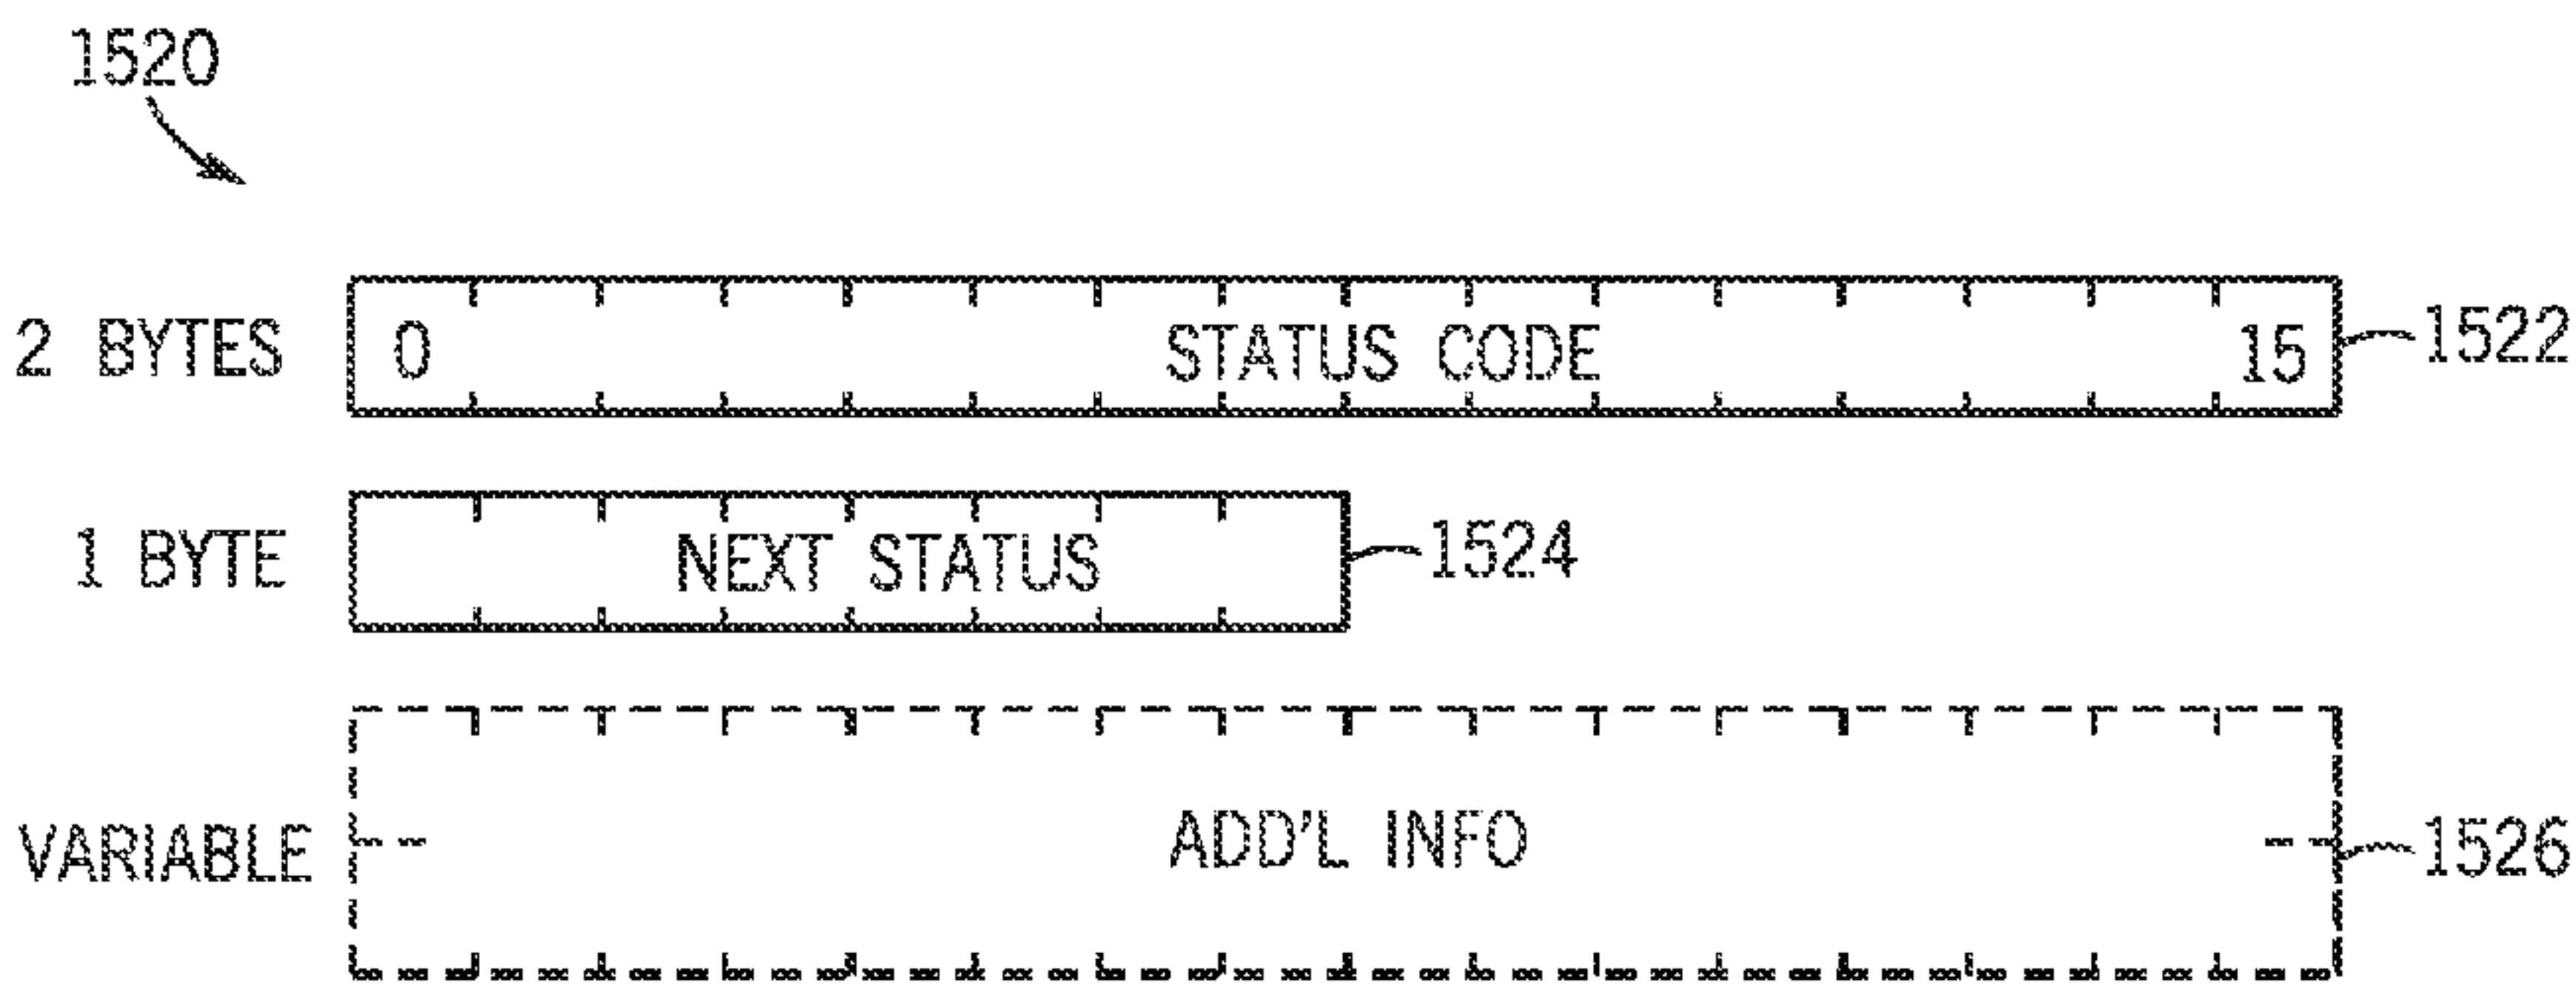 1520
2 BYTES 0 STATUS CODE 15 1522
1 BYTE NEXT STATUS 1524
VARIABLE ADD'L INFO 1526